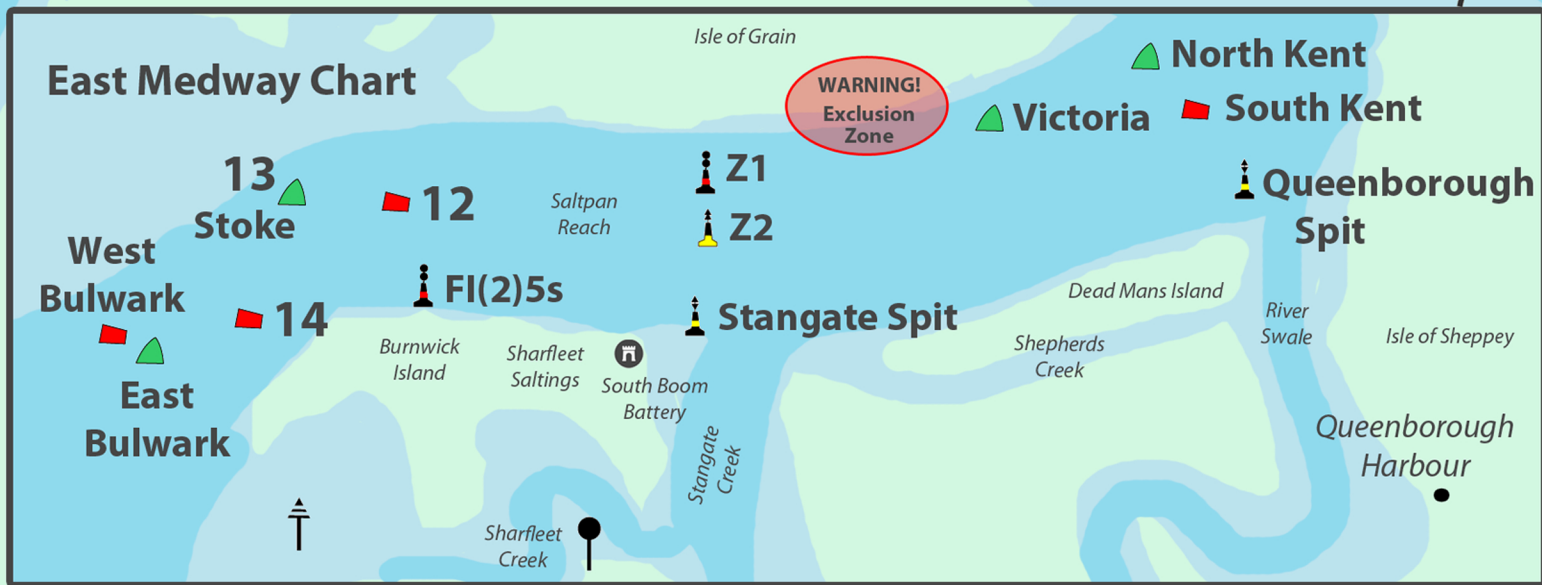 Isle of Grain
East Medway Chart
WARNING!
Exclusion
Zone
North Kent
Victoria
South Kent
13
Stoke
12
Saltpan
Reach
Z1
Z2
Queenborough
Spit
West
Bulwark
14
FI(2)5s
Stangate Spit
Dead Mans Island
River
Swale
Isle of Sheppey
Burnwick
Island
Sharfleet
Saltings
South Boom
Battery
Shepherds
Creek
East
Bulwark
Stangate
Creek
Queenborough
Harbour
Sharfleet
Creek